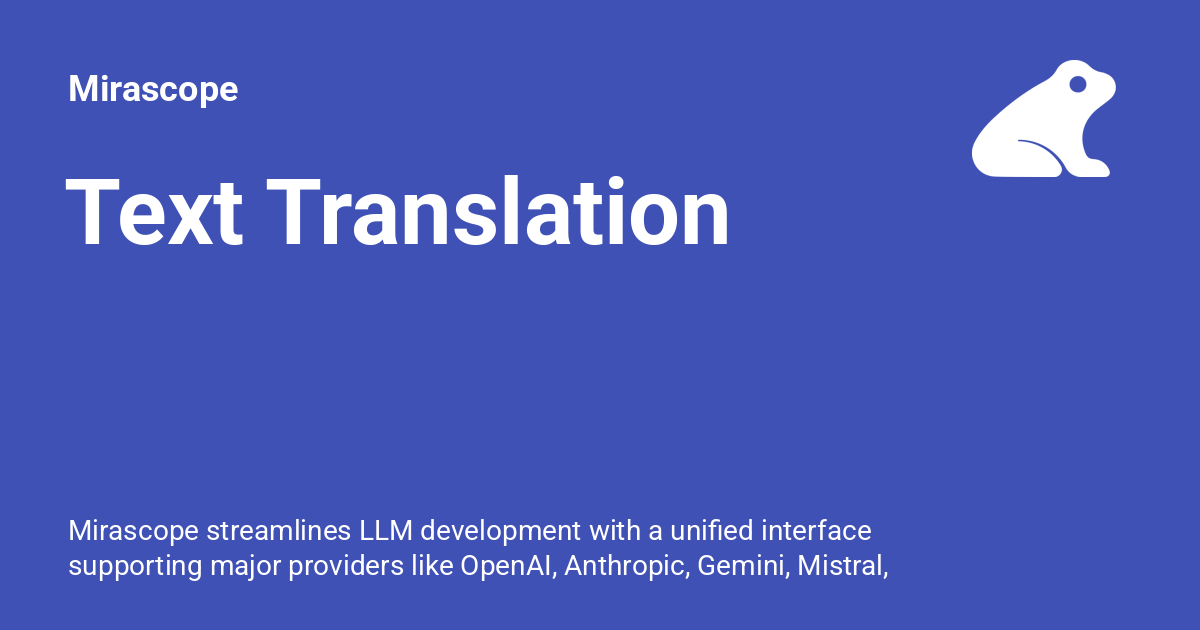 Mirascope
Text Translation
Mirascope streamlines LLM development with a unified interface
supporting major providers like OpenAI, Anthropic, Gemini, Mistral,